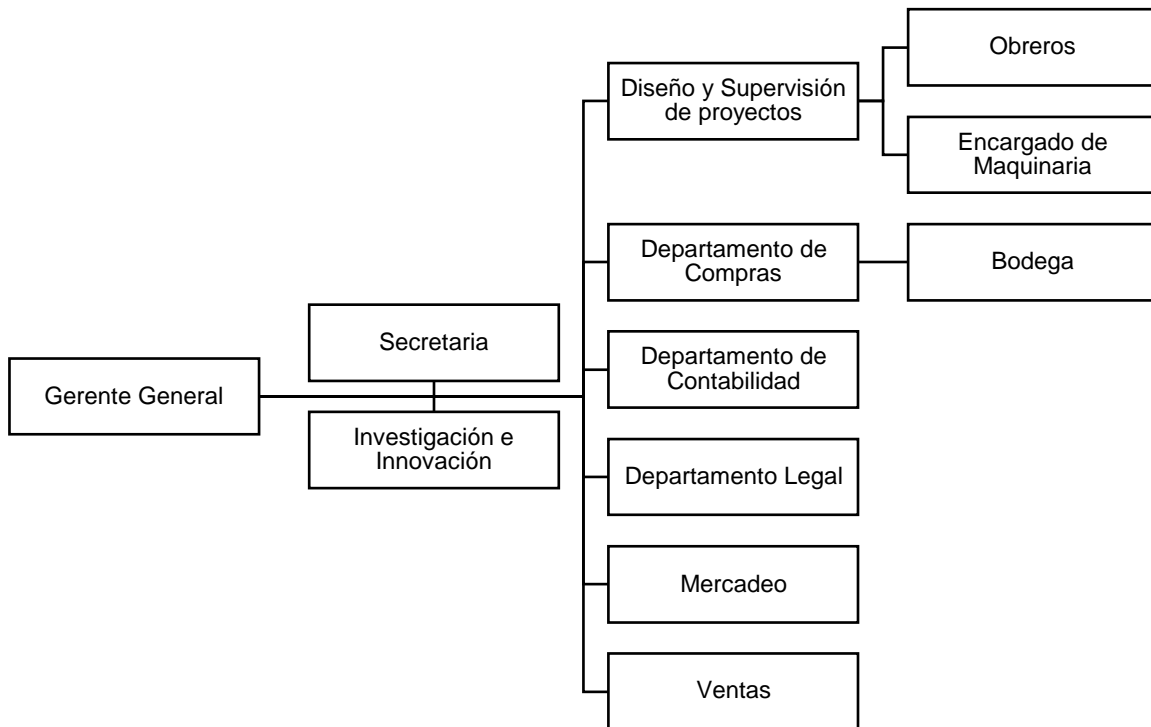 Gerente General
Secretaria
Investigación e
Innovación
Diseño y Supervisión
de proyectos
Obreros
Encargado de
Maquinaria
Departamento de
Compras
Bodega
Departamento de
Contabilidad
Departamento Legal
Mercadeo
Ventas